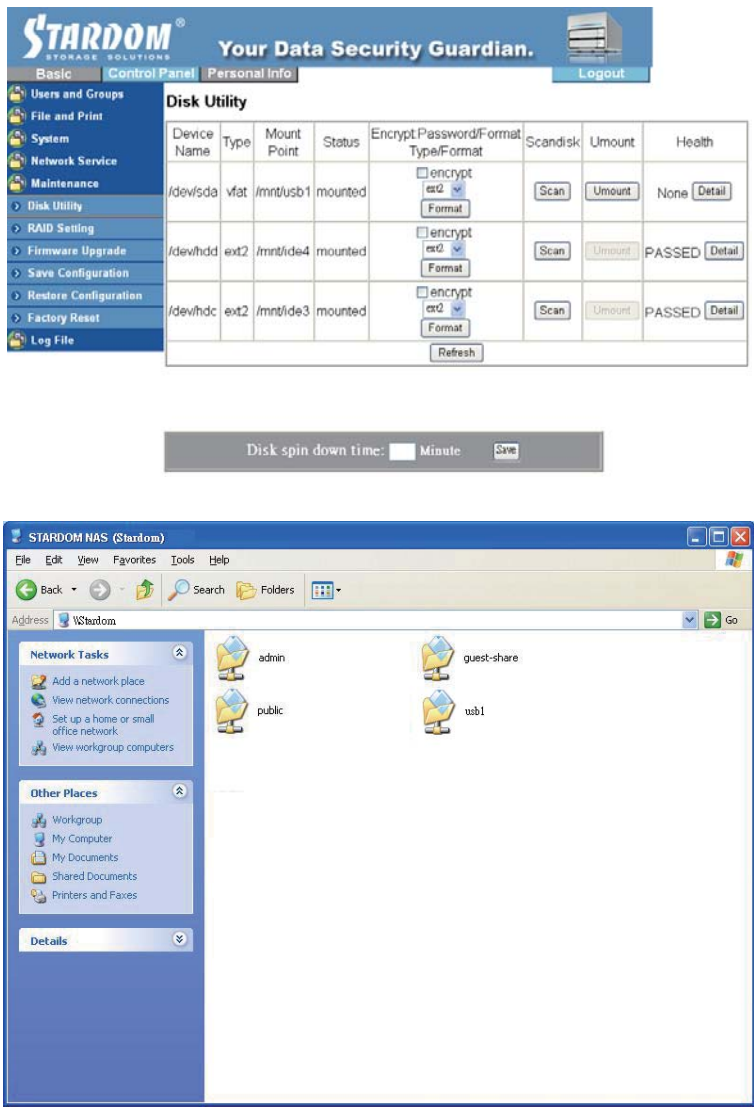 STARDOM®
STORAGE SOLUTIONS
Your Data Security Guardian.
Basic Control Panel Personal Info Logout
Users and Groups
File and Print
System
Network Service
Maintenance
Disk Utility
RAID Setting
Firmware Upgrade
Save Configuration
Restore Configuration
Factory Reset
Log File
Disk Utility
Device Name Type Mount Point Status Encrypt:Password/Format Type/Format Scandisk Umount Health
/dev/sda vfat /mnt/usb1 mounted encrypt ext2 Format Scan Umount None Detail
/dev/hdd ext2 /mnt/ide4 mounted encrypt ext2 Format Scan Umount PASSED Detail
/dev/hdc ext2 /mnt/ide3 mounted encrypt ext2 Format Scan Umount PASSED Detail
Refresh
Disk spin down time: Minute Save
STARDOM NAS (Stardom)
File Edit View Favorites Tools Help
Back Search Folders
Address \\Stardom Go
Network Tasks
Add a network place
View network connections
Set up a home or small
office network
View workgroup computers
Other Places
Workgroup
My Computer
My Documents
Shared Documents
Printers and Faxes
Details
admin guest-share
public usb1